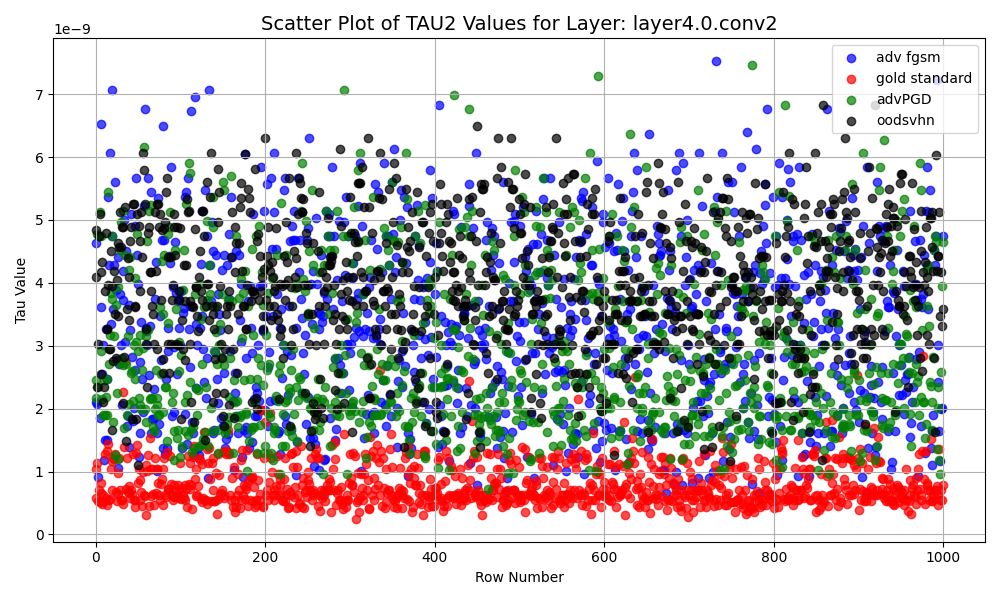 Scatter Plot of TAU2 Values for Layer: layer4.0.conv2
1e−9
adv fgsm
gold standard
advPGD
oodsvhn
Tau Value
7
6
5
4
3
2
1
0
0 200 400 600 800 1000
Row Number